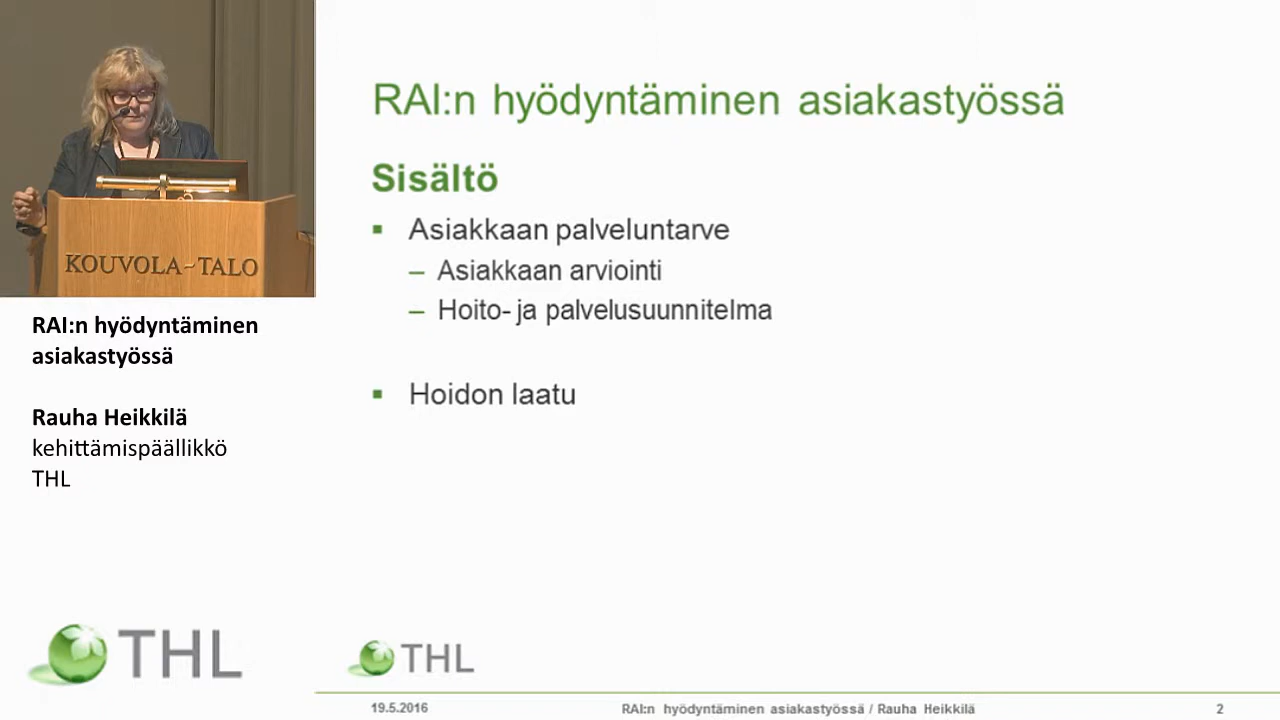 KOUVOLA-TALO
RAI:n hyödyntäminen
asiakastyössä
Rauha Heikkilä
kehittämispäällikkö
THL
THL
RAI:n hyödyntäminen asiakastyössä
Sisältö
Asiakkaan palveluntarve
– Asiakkaan arviointi
– Hoito- ja palvelusuunnitelma
Hoidon laatu
THL
19.5.2016
RAI:n hyödyntäminen asiakastyössä / Rauha Heikkilä
2